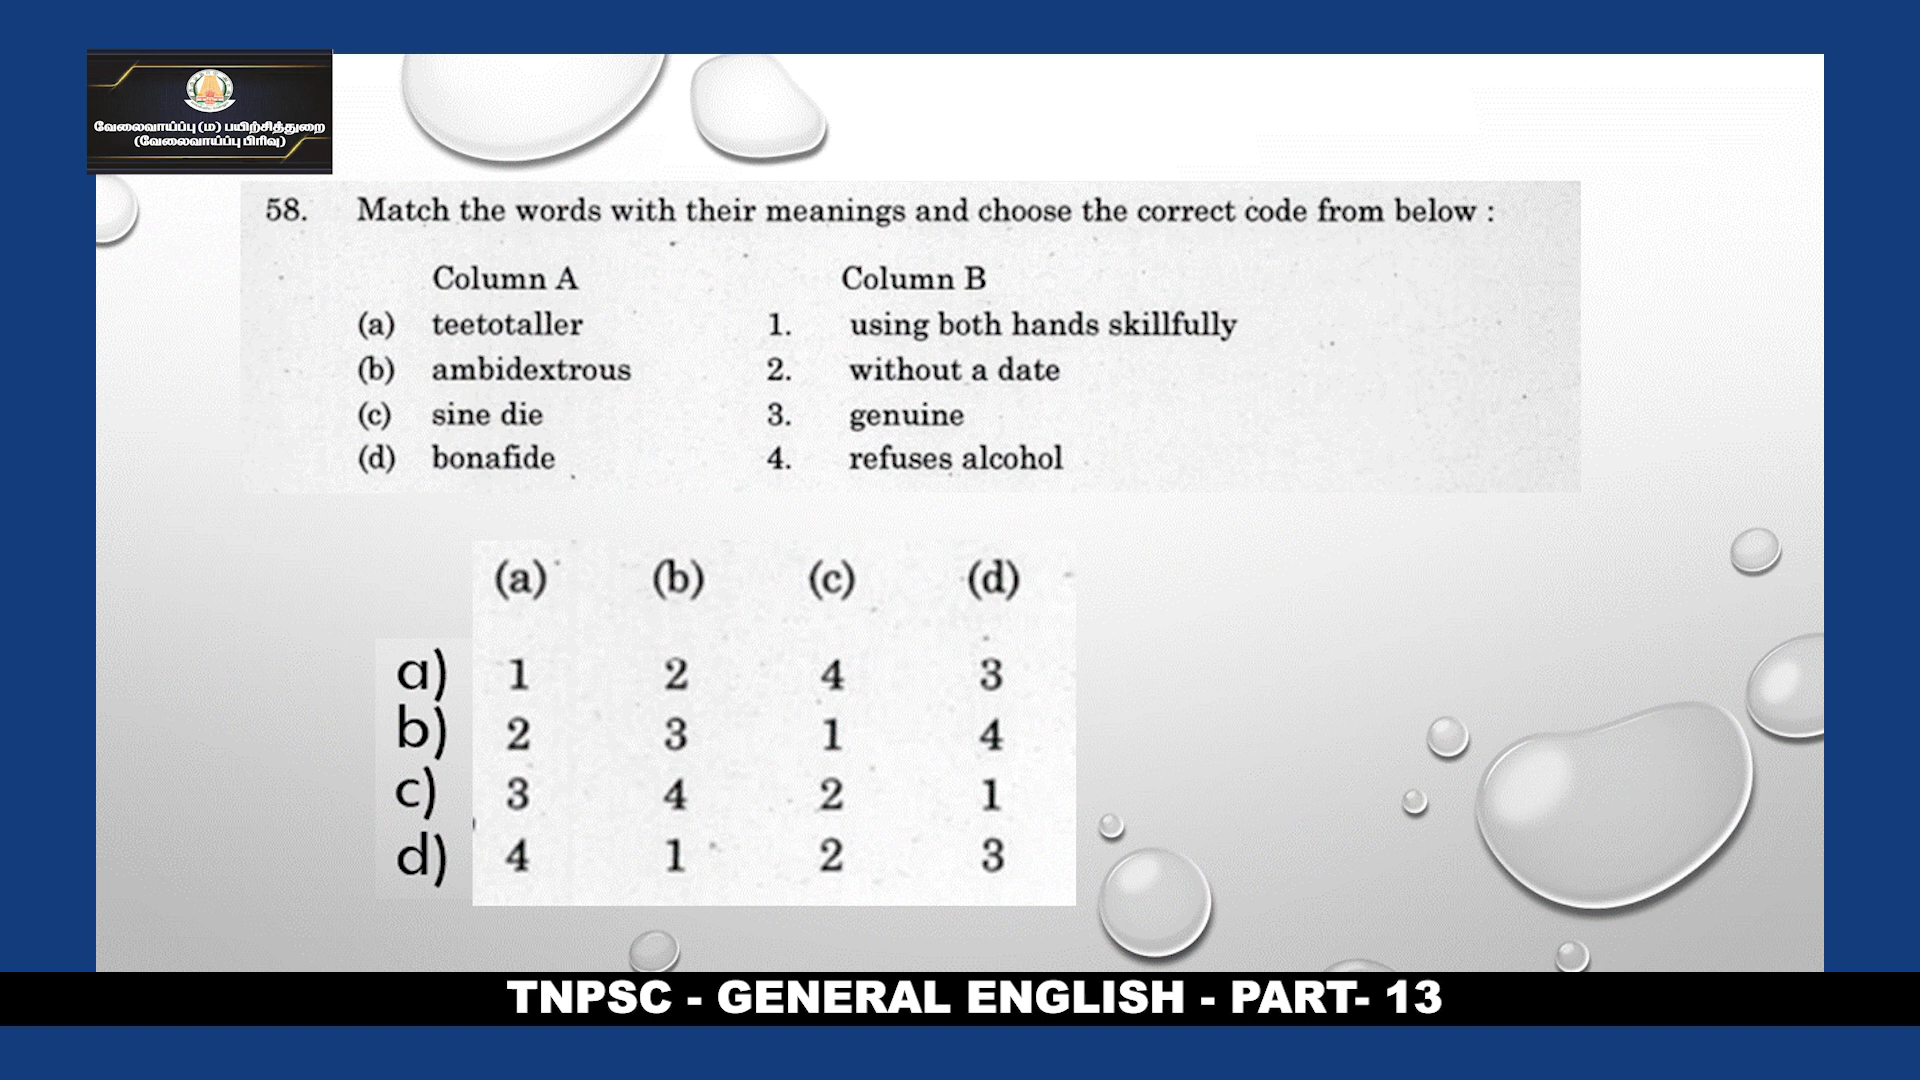 வேலைவாய்ப்பு (ம) பயிற்சித்துறை
(வேலைவாய்ப்பு பிரிவு)
58. Match the words with their meanings and choose the correct code from below :
Column A Column B
(a) teetotaller 1. using both hands skillfully
(b) ambidextrous 2. without a date
(c) sine die 3. genuine
(d) bonafide 4. refuses alcohol
(a) (b) (c) (d)
a) 1 2 4 3
b) 2 3 1 4
c) 3 4 2 1
d) 4 1 2 3
TNPSC - GENERAL ENGLISH - PART- 13